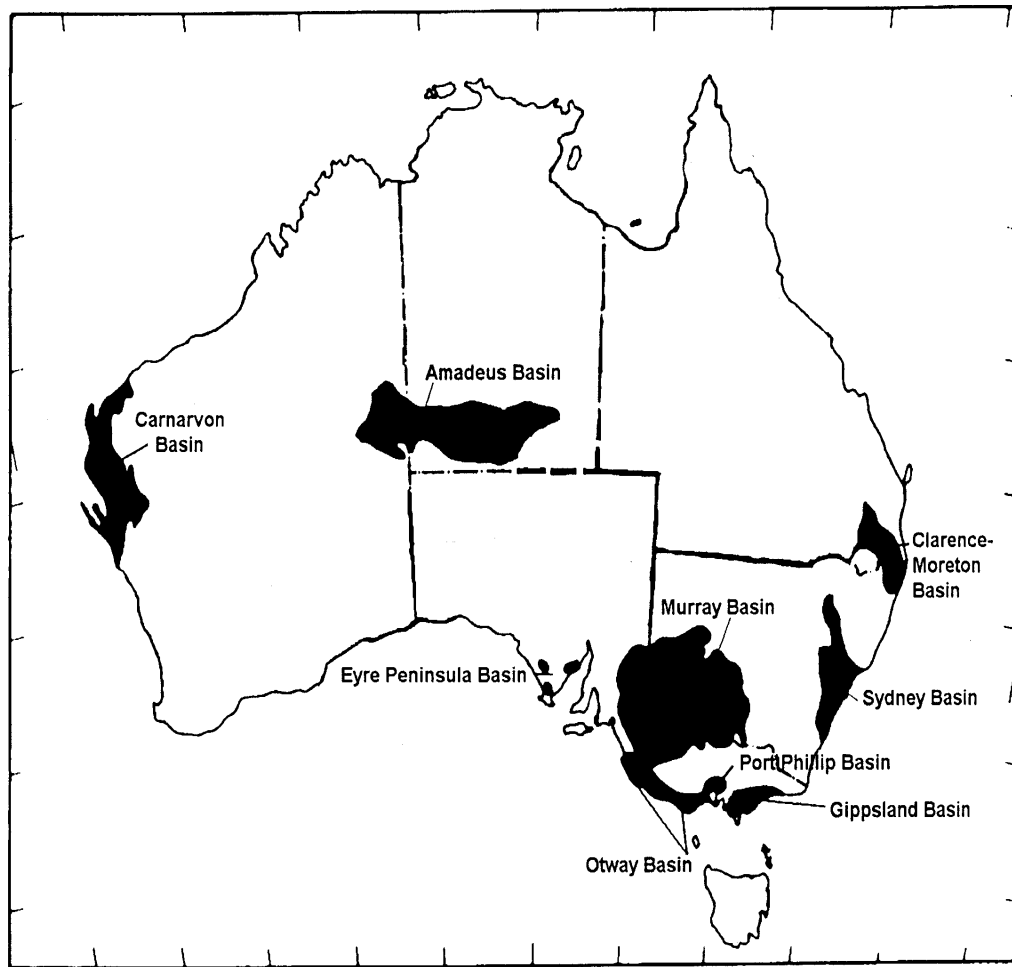 Amadeus Basin
Carnarvon
Basin
Clarence-
Moreton
Basin
Murray Basin
Eyre Peninsula Basin
Sydney Basin
Port Phillip Basin
Gippsland Basin
Otway Basin